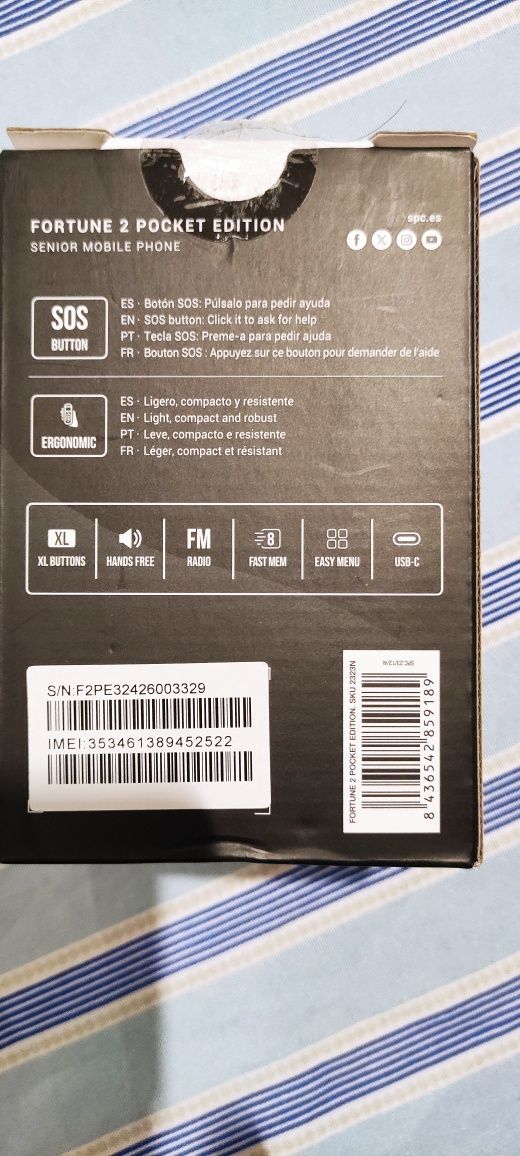 FORTUNE 2 POCKET EDITION
SENIOR MOBILE PHONE
spc.es
SOS
BUTTON
ES · Botón SOS: Púlsalo para pedir ayuda
EN · SOS button: Click it to ask for help
PT · Tecla SOS: Preme-a para pedir ajuda
FR · Bouton SOS : Appuyez sur ce bouton pour demander de l'aide
ERGONOMIC
ES · Ligero, compacto y resistente
EN · Light, compact and robust
PT · Leve, compacto e resistente
FR · Léger, compact et résistant
XL
XL BUTTONS
HANDS FREE
FM
RADIO
8
FAST MEM
EASY MENU
USB-C
S/N:F2PE32426003329
IMEI:353461389452522
FORTUNE 2 POCKET EDITION. SKU 2323N
8 436542 859189